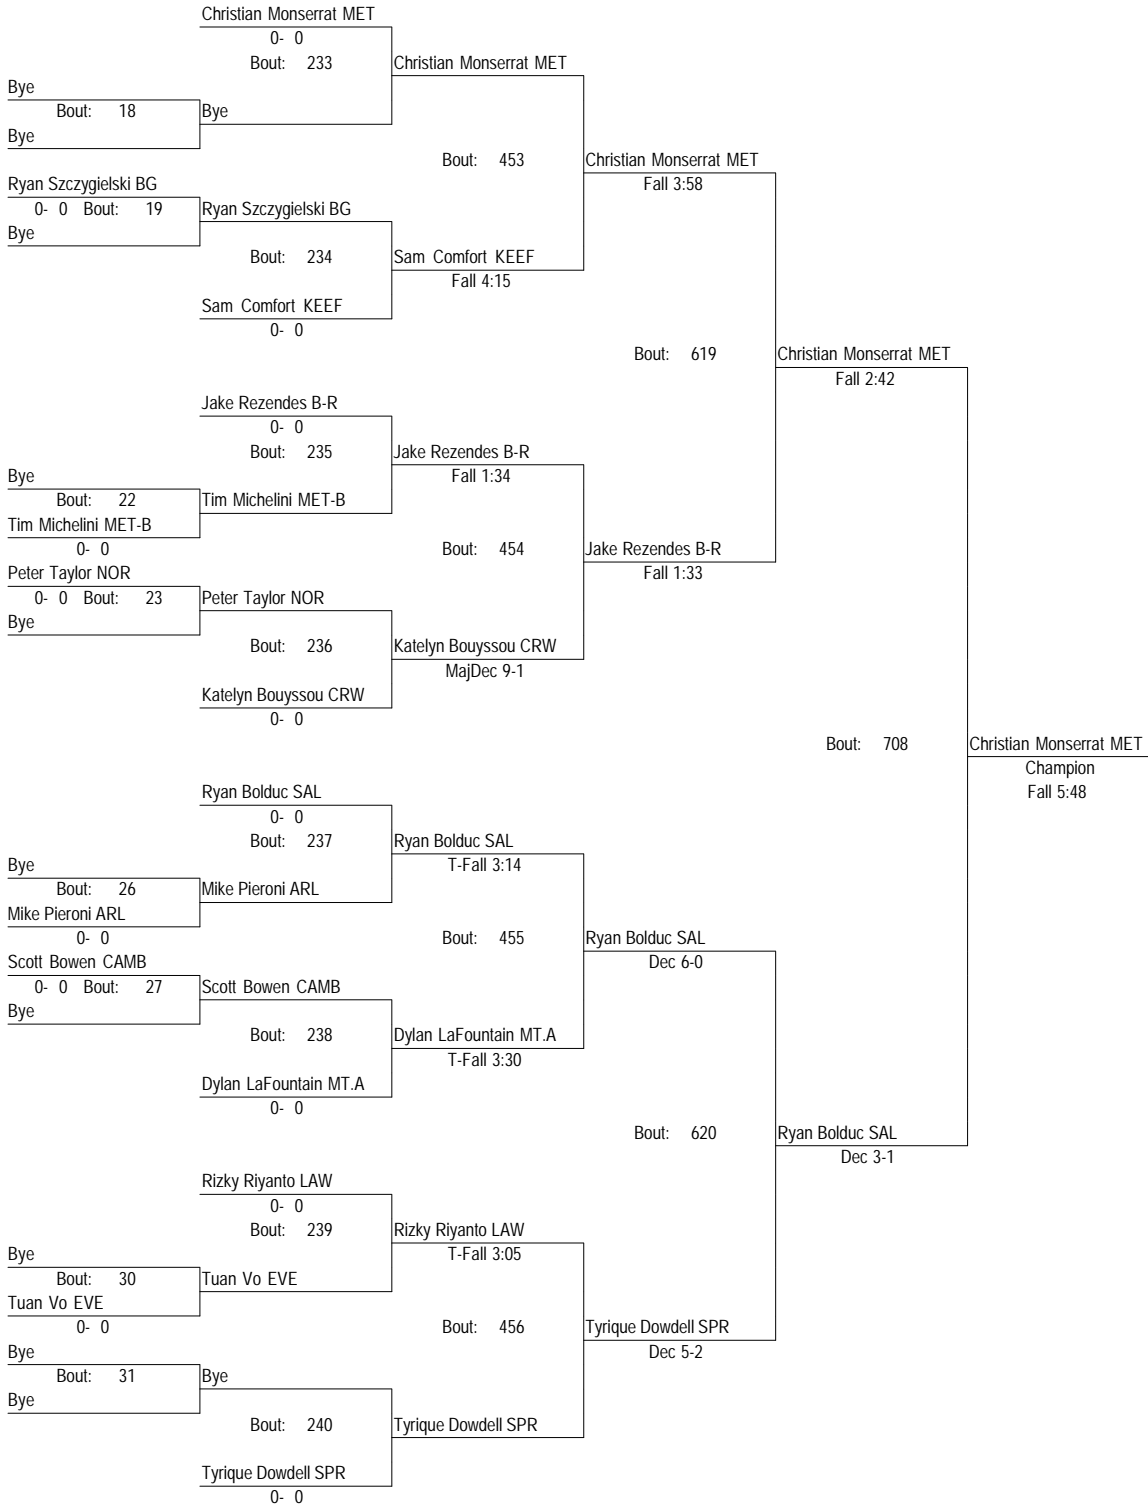 Christian Monserrat MET
0- 0
Bout: 233
Christian Monserrat MET
Bye
Bout: 18
Bye
Bye
Bout: 453
Christian Monserrat MET
Fall 3:58
Ryan Szczygielski BG
0- 0 Bout: 19
Ryan Szczygielski BG
Bye
Bout: 234
Sam Comfort KEEF
Fall 4:15
Sam Comfort KEEF
0- 0
Bout: 619
Christian Monserrat MET
Fall 2:42
Jake Rezendes B-R
0- 0
Bout: 235
Jake Rezendes B-R
Fall 1:34
Bye
Bout: 22
Tim Michelini MET-B
Tim Michelini MET-B
0- 0
Bout: 454
Jake Rezendes B-R
Fall 1:33
Peter Taylor NOR
0- 0 Bout: 23
Peter Taylor NOR
Bye
Bout: 236
Katelyn Bouyssou CRW
MajDec 9-1
Katelyn Bouyssou CRW
0- 0
Bout: 708
Christian Monserrat MET
Champion
Fall 5:48
Ryan Bolduc SAL
0- 0
Bout: 237
Ryan Bolduc SAL
T-Fall 3:14
Bye
Bout: 26
Mike Pieroni ARL
Mike Pieroni ARL
0- 0
Bout: 455
Ryan Bolduc SAL
Dec 6-0
Scott Bowen CAMB
0- 0 Bout: 27
Scott Bowen CAMB
Bye
Bout: 238
Dylan LaFountain MT.A
T-Fall 3:30
Dylan LaFountain MT.A
0- 0
Bout: 620
Ryan Bolduc SAL
Dec 3-1
Rizky Riyanto LAW
0- 0
Bout: 239
Rizky Riyanto LAW
T-Fall 3:05
Bye
Bout: 30
Tuan Vo EVE
Tuan Vo EVE
0- 0
Bout: 456
Tyrique Dowdell SPR
Dec 5-2
Bye
Bout: 31
Bye
Bye
Bout: 240
Tyrique Dowdell SPR
Tyrique Dowdell SPR
0- 0